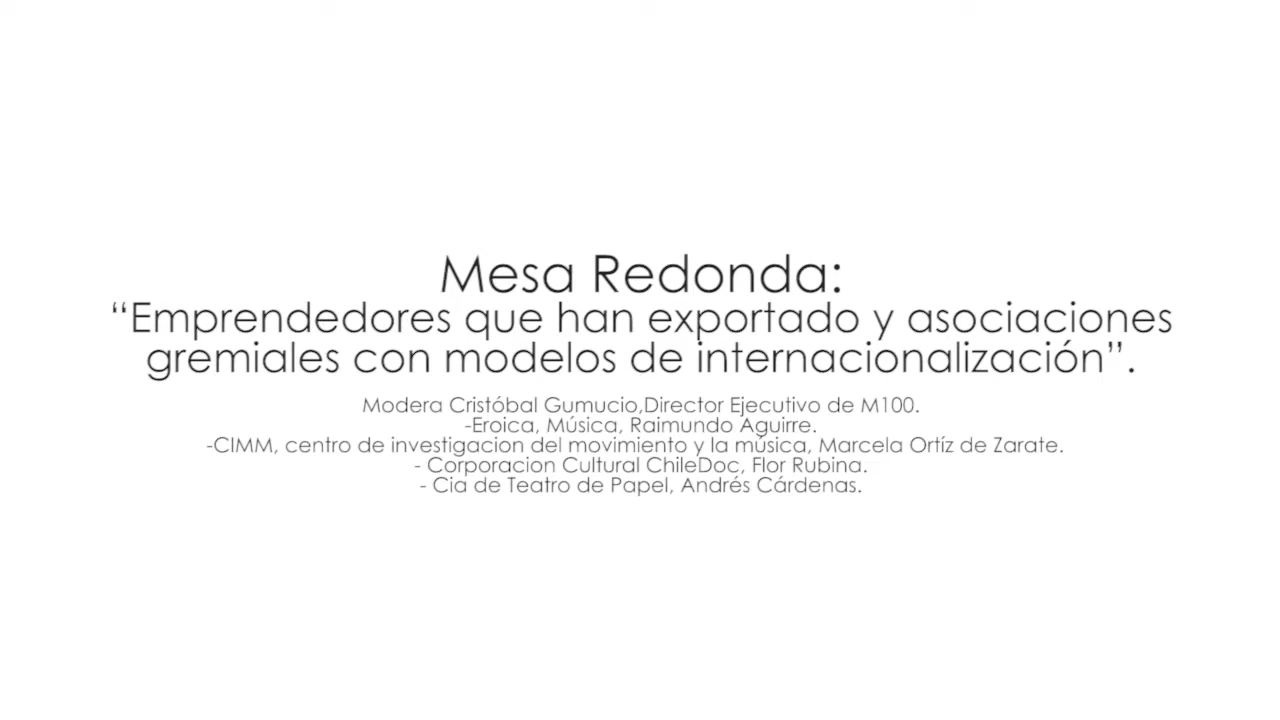 Mesa Redonda:
“Emprendedores que han exportado y asociaciones
gremiales con modelos de internacionalización”.
Modera Cristóbal Gumucio,Director Ejecutivo de M100.
-Eroica, Música, Raimundo Aguirre.
-CIMM, centro de investigacion del movimiento y la música, Marcela Ortíz de Zarate.
- Corporacion Cultural ChileDoc, Flor Rubina.
- Cia de Teatro de Papel, Andrés Cárdenas.